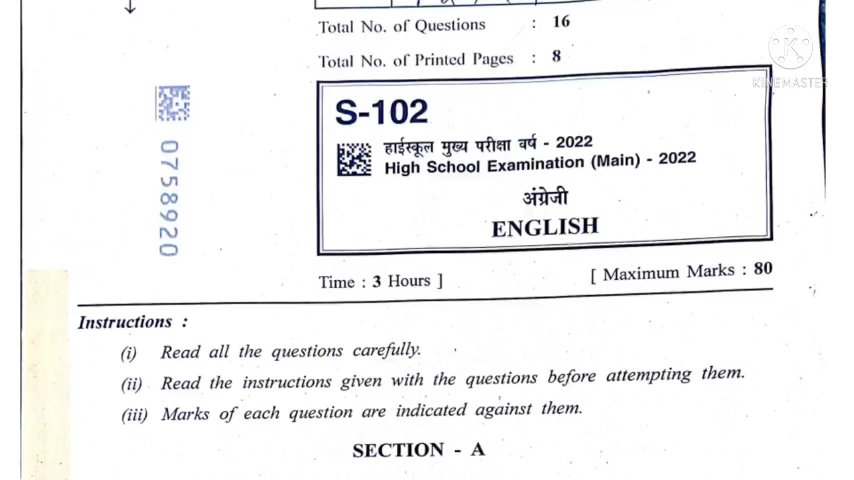 Total No. of Questions : 16
Total No. of Printed Pages : 8
KINEMASTER
S-102
हाईस्कूल मुख्य परीक्षा वर्ष - 2022
High School Examination (Main) - 2022
अंग्रेजी
ENGLISH
0758920
Time : 3 Hours ]
[ Maximum Marks : 80
Instructions :
(i) Read all the questions carefully.
(ii) Read the instructions given with the questions before attempting them.
(iii) Marks of each question are indicated against them.
SECTION - A